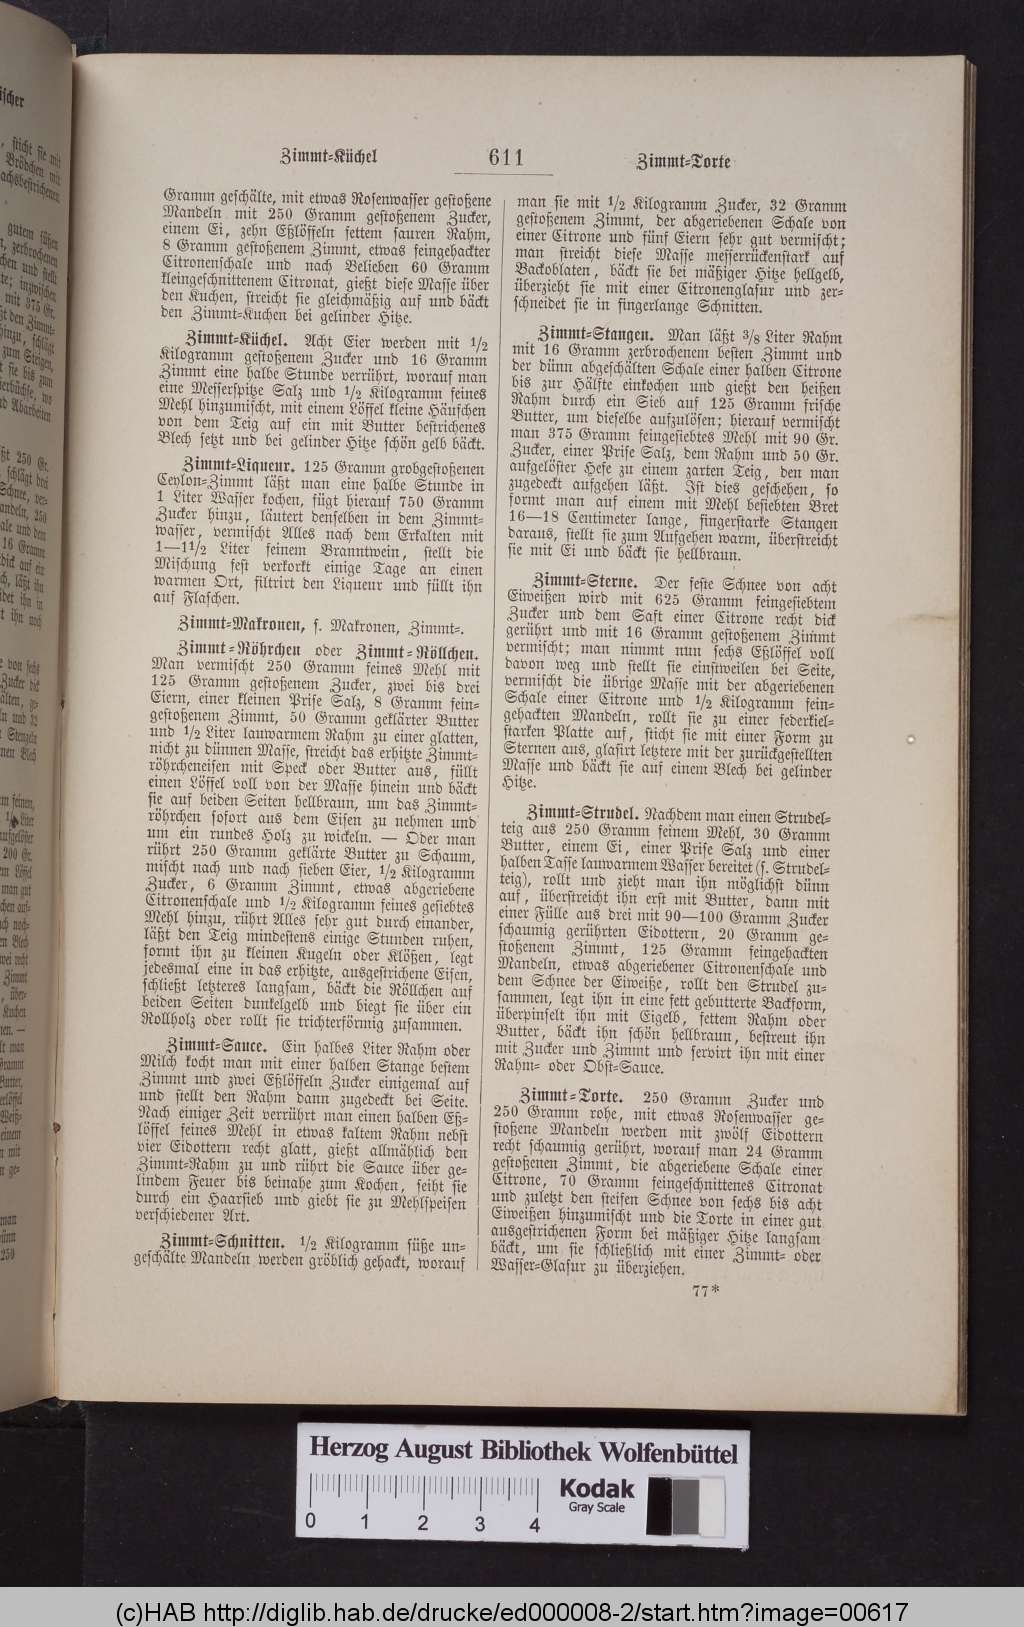 Zimmt-Küchel
611
Zimmt-Torte
Gramm geschälte, mit etwas Rosenwasser gestoßene
Mandeln mit 250 Gramm gestoßenem Zucker,
einem Ei, zehn Eßlöffeln fettem sauren Rahm,
8 Gramm gestoßenem Zimmt, etwas feingehackter
Citronenschale und nach Belieben 60 Gramm
kleingeschnittenem Citronat, gießt diese Masse über
den Kuchen, streicht sie gleichmäßig auf und bäckt
den Zimmt-Kuchen bei gelinder Hitze.
Zimmt-Küchel. Acht Eier werden mit 1/2
Kilogramm gestoßenem Zucker und 16 Gramm
Zimmt eine halbe Stunde verrührt, worauf man
eine Messerspitze Salz und 1/2 Kilogramm feines
Mehl hinzumischt, mit einem Löffel kleine Häufchen
von dem Teig auf ein mit Butter bestrichenes
Blech setzt und bei gelinder Hitze schön gelb bäckt.
Zimmt-Liqueur. 125 Gramm grobgestoßenen
Ceylon-Zimmt läßt man eine halbe Stunde in
1 Liter Wasser kochen, fügt hierauf 750 Gramm
Zucker hinzu, läutert denselben in dem Zimmt-
wasser, vermischt Alles nach dem Erkalten mit
1—11/2 Liter feinem Branntwein, stellt die
Mischung fest verkorkt einige Tage an einen
warmen Ort, filtrirt den Liqueur und füllt ihn
auf Flaschen.
Zimmt-Makronen, s. Makronen, Zimmt-.
Zimmt-Röhrchen oder Zimmt-Röllchen.
Man vermischt 250 Gramm feines Mehl mit
125 Gramm gestoßenem Zucker, zwei bis drei
Eiern, einer kleinen Prise Salz, 8 Gramm fein-
gestoßenem Zimmt, 50 Gramm geklärter Butter
und 1/2 Liter lauwarmem Rahm zu einer glatten,
nicht zu dünnen Masse, streicht das erhitzte Zimmt-
röhrcheneisen mit Speck oder Butter aus, füllt
einen Löffel voll von der Masse hinein und bäckt
sie auf beiden Seiten hellbraun, um das Zimmt-
röhrchen sofort aus dem Eisen zu nehmen und
um ein rundes Holz zu wickeln. — Oder man
rührt 250 Gramm geklärte Butter zu Schaum,
mischt nach und nach sieben Eier, 1/2 Kilogramm
Zucker, 6 Gramm Zimmt, etwas abgeriebene
Citronenschale und 1/2 Kilogramm feines gesiebtes
Mehl hinzu, rührt Alles sehr gut durch einander,
läßt den Teig mindestens einige Stunden ruhen,
formt ihn zu kleinen Kugeln oder Klößen, legt
jedesmal eine in das erhitzte, ausgestrichene Eisen,
schließt letzteres langsam, bäckt die Röllchen auf
beiden Seiten dunkelgelb und biegt sie über ein
Rollholz oder rollt sie trichterförmig zusammen.
Zimmt-Sauce. Ein halbes Liter Rahm oder
Milch kocht man mit einer halben Stange bestem
Zimmt und zwei Eßlöffeln Zucker einigemal auf
und stellt den Rahm dann zugedeckt bei Seite.
Nach einiger Zeit verrührt man einen halben Eß-
löffel feines Mehl in etwas kaltem Rahm nebst
vier Eidottern recht glatt, gießt allmählich den
Zimmt-Rahm zu und rührt die Sauce über ge-
lindem Feuer bis beinahe zum Kochen, seiht sie
durch ein Haarsieb und giebt sie zu Mehlspeisen
verschiedener Art.
Zimmt-Schnitten. 1/2 Kilogramm süße un-
geschälte Mandeln werden gröblich gehackt, worauf
man sie mit 1/2 Kilogramm Zucker, 32 Gramm
gestoßenem Zimmt, der abgeriebenen Schale von
einer Citrone und fünf Eiern sehr gut vermischt;
man streicht diese Masse messerrückenstark auf
Backoblaten, bäckt sie bei mäßiger Hitze hellgelb,
überzieht sie mit einer Citronenglasur und zer-
schneidet sie in fingerlange Schnitten.
Zimmt-Stangen. Man läßt 3/8 Liter Rahm
mit 16 Gramm zerbrochenem besten Zimmt und
der dünn abgeschälten Schale einer halben Citrone
bis zur Hälfte einkochen und gießt den heißen
Rahm durch ein Sieb auf 125 Gramm frische
Butter, um dieselbe aufzulösen; hierauf vermischt
man 375 Gramm feingesiebtes Mehl mit 90 Gr.
Zucker, einer Prise Salz, dem Rahm und 50 Gr.
aufgelöster Hefe zu einem zarten Teig, den man
zugedeckt aufgehen läßt. Ist dies geschehen, so
formt man auf einem mit Mehl besiebten Bret
16—18 Centimeter lange, fingerstarke Stangen
daraus, stellt sie zum Aufgehen warm, überstreicht
sie mit Ei und bäckt sie hellbraun.
Zimmt-Sterne. Der feste Schnee von acht
Eiweißen wird mit 625 Gramm feingesiebtem
Zucker und dem Saft einer Citrone recht dick
gerührt und mit 16 Gramm gestoßenem Zimmt
vermischt; man nimmt nun sechs Eßlöffel voll
davon weg und stellt sie einstweilen bei Seite,
vermischt die übrige Masse mit der abgeriebenen
Schale einer Citrone und 1/2 Kilogramm fein-
gehackten Mandeln, rollt sie zu einer federkiel-
starken Platte auf, sticht sie mit einer Form zu
Sternen aus, glasirt letztere mit der zurückgestellten
Masse und bäckt sie auf einem Blech bei gelinder
Hitze.
Zimmt-Strudel. Nachdem man einen Strudel-
teig aus 250 Gramm feinem Mehl, 30 Gramm
Butter, einem Ei, einer Prise Salz und einer
halben Tasse lauwarmem Wasser bereitet (s. Strudel-
teig), rollt und zieht man ihn möglichst dünn
auf, überstreicht ihn erst mit Butter, dann mit
einer Fülle aus drei mit 90—100 Gramm Zucker
schaumig gerührten Eidottern, 20 Gramm ge-
stoßenem Zimmt, 125 Gramm feingehackten
Mandeln, etwas abgeriebener Citronenschale und
dem Schnee der Eiweiße, rollt den Strudel zu-
sammen, legt ihn in eine fett gebutterte Backform,
überpinselt ihn mit Eigelb, fettem Rahm oder
Butter, bäckt ihn schön hellbraun, bestreut ihn
mit Zucker und Zimmt und servirt ihn mit einer
Rahm- oder Obst-Sauce.
Zimmt-Torte. 250 Gramm Zucker und
250 Gramm rohe, mit etwas Rosenwasser ge-
stoßene Mandeln werden mit zwölf Eidottern
recht schaumig gerührt, worauf man 24 Gramm
gestoßenen Zimmt, die abgeriebene Schale einer
Citrone, 70 Gramm feingeschnittenes Citronat
und zuletzt den steifen Schnee von sechs bis acht
Eiweißen hinzumischt und die Torte in einer gut
ausgestrichenen Form bei mäßiger Hitze langsam
bäckt, um sie schließlich mit einer Zimmt- oder
Wasser-Glasur zu überziehen.
77*
Herzog August Bibliothek Wolfenbüttel
Kodak
Gray Scale
0 1 2 3 4
(c)HAB http://diglib.hab.de/drucke/ed000008-2/start.htm?image=00617